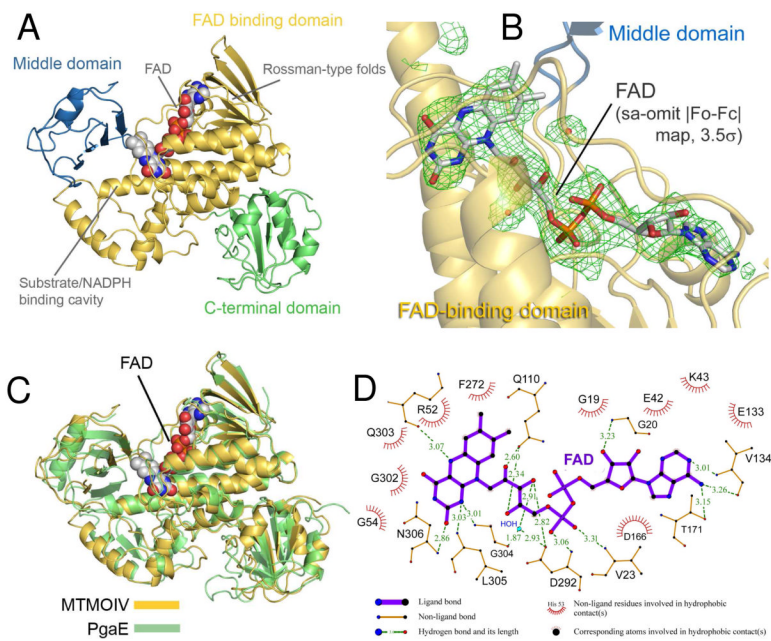 A
FAD binding domain
Middle domain
FAD
Rossman-type folds
Substrate/NADPH
binding cavity
C-terminal domain
B
Middle domain
FAD
(sa-omit |Fo-Fc|
map, 3.5σ)
FAD-binding domain
C
FAD
MTMOIV
PgaE
D
K43
F272
Q110
G19
E42
R52
G20
E133
Q303
3.23
3.07
2.60
FAD
V134
3.01
G302
2.34
3.26
2.91
3.15
G54
3.03
3.01
HOH
2.82
T171
N306
2.86
1.87
2.93
3.06
3.31
D166
G304
L305
D292
V23
Ligand bond
Non-ligand bond
Hydrogen bond and its length
His 53
Non-ligand residues involved in hydrophobic
contact(s)
Corresponding atoms involved in hydrophobic contact(s)